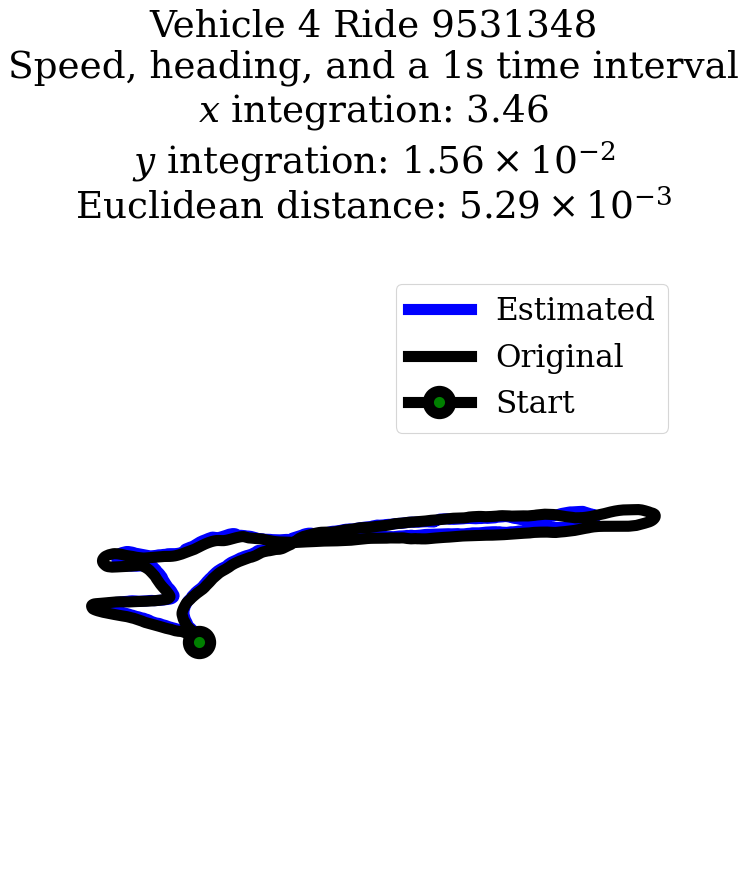 Vehicle 4 Ride 9531348
Speed, heading, and a 1s time interval
x integration: 3.46
y integration: 1.56 × 10⁻²
Euclidean distance: 5.29 × 10⁻³
Estimated
Original
Start